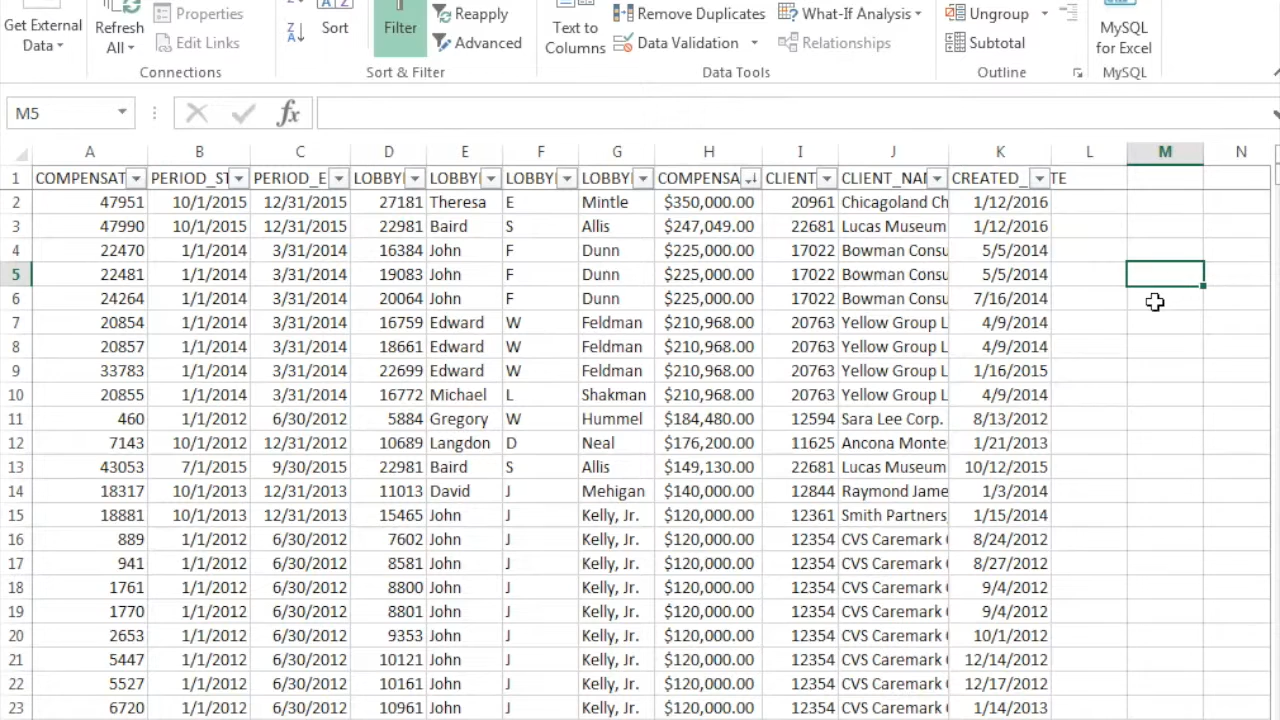 Get External Data
Refresh All
Properties
Edit Links
Connections
Sort
Filter
Reapply
Advanced
Sort & Filter
Text to Columns
Remove Duplicates
Data Validation
What-If Analysis
Relationships
Data Tools
Ungroup
Subtotal
Outline
MySQL for Excel
MySQL
M5 fx
A B C D E F G H I J K L M N
1 COMPENSAT PERIOD_ST PERIOD_E LOBBYI LOBBYI LOBBYI LOBBYI COMPENSA CLIENT CLIENT_NAM CREATED_ TE
2 47951 10/1/2015 12/31/2015 27181 Theresa E Mintle $350,000.00 20961 Chicagoland Ch 1/12/2016
3 47990 10/1/2015 12/31/2015 22981 Baird S Allis $247,049.00 22681 Lucas Museum 1/12/2016
4 22470 1/1/2014 3/31/2014 16384 John F Dunn $225,000.00 17022 Bowman Consu 5/5/2014
5 22481 1/1/2014 3/31/2014 19083 John F Dunn $225,000.00 17022 Bowman Consu 5/5/2014
6 24264 1/1/2014 3/31/2014 20064 John F Dunn $225,000.00 17022 Bowman Consu 7/16/2014
7 20854 1/1/2014 3/31/2014 16759 Edward W Feldman $210,968.00 20763 Yellow Group L 4/9/2014
8 20857 1/1/2014 3/31/2014 18661 Edward W Feldman $210,968.00 20763 Yellow Group L 4/9/2014
9 33783 1/1/2014 3/31/2014 22699 Edward W Feldman $210,968.00 20763 Yellow Group L 1/16/2015
10 20855 1/1/2014 3/31/2014 16772 Michael L Shakman $210,968.00 20763 Yellow Group L 4/9/2014
11 460 1/1/2012 6/30/2012 5884 Gregory W Hummel $184,480.00 12594 Sara Lee Corp. 8/13/2012
12 7143 10/1/2012 12/31/2012 10689 Langdon D Neal $176,200.00 11625 Ancona Monte 1/21/2013
13 43053 7/1/2015 9/30/2015 22981 Baird S Allis $149,130.00 22681 Lucas Museum 10/12/2015
14 18317 10/1/2013 12/31/2013 11013 David J Mehigan $140,000.00 12844 Raymond Jame 1/3/2014
15 18881 10/1/2013 12/31/2013 15465 John J Kelly, Jr. $120,000.00 12361 Smith Partners, 1/15/2014
16 889 1/1/2012 6/30/2012 7602 John J Kelly, Jr. $120,000.00 12354 CVS Caremark 8/24/2012
17 941 1/1/2012 6/30/2012 8581 John J Kelly, Jr. $120,000.00 12354 CVS Caremark 8/27/2012
18 1761 1/1/2012 6/30/2012 8800 John J Kelly, Jr. $120,000.00 12354 CVS Caremark 9/4/2012
19 1770 1/1/2012 6/30/2012 8801 John J Kelly, Jr. $120,000.00 12354 CVS Caremark 9/4/2012
20 2653 1/1/2012 6/30/2012 9353 John J Kelly, Jr. $120,000.00 12354 CVS Caremark 10/1/2012
21 5447 1/1/2012 6/30/2012 10121 John J Kelly, Jr. $120,000.00 12354 CVS Caremark 12/14/2012
22 5527 1/1/2012 6/30/2012 10161 John J Kelly, Jr. $120,000.00 12354 CVS Caremark 12/17/2012
23 6720 1/1/2012 6/30/2012 10961 John J Kelly, Jr. $120,000.00 12354 CVS Caremark 1/14/2013